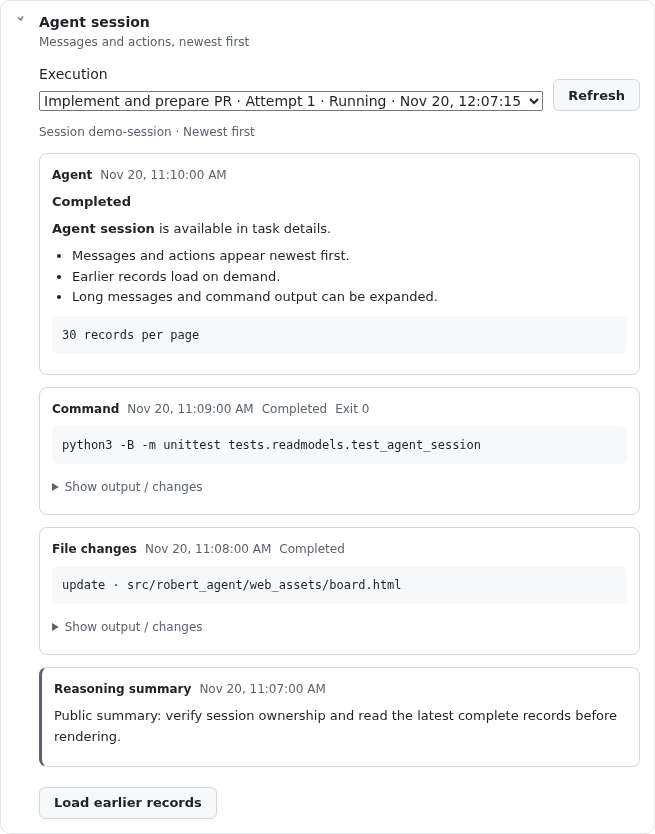 Agent session
Messages and actions, newest first
Execution
Implement and prepare PR · Attempt 1 · Running · Nov 20, 12:07:15
Refresh
Session demo-session · Newest first
Agent Nov 20, 11:10:00 AM
Completed
Agent session is available in task details.
• Messages and actions appear newest first.
• Earlier records load on demand.
• Long messages and command output can be expanded.
30 records per page
Command Nov 20, 11:09:00 AM Completed Exit 0
python3 -B -m unittest tests.readmodels.test_agent_session
Show output / changes
File changes Nov 20, 11:08:00 AM Completed
update · src/robert_agent/web_assets/board.html
Show output / changes
Reasoning summary Nov 20, 11:07:00 AM
Public summary: verify session ownership and read the latest complete records before
rendering.
Load earlier records